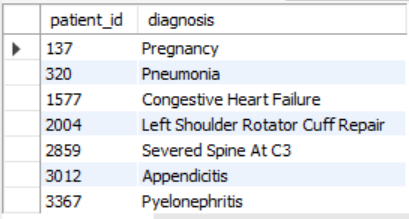 patient_id diagnosis
137 Pregnancy
320 Pneumonia
1577 Congestive Heart Failure
2004 Left Shoulder Rotator Cuff Repair
2859 Severed Spine At C3
3012 Appendicitis
3367 Pyelonephritis